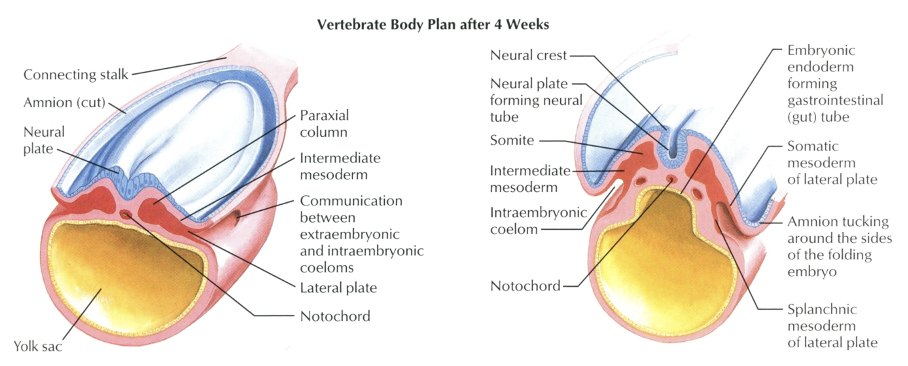 Vertebrate Body Plan after 4 Weeks
Connecting stalk
Amnion (cut)
Neural
plate
Yolk sac
Paraxial
column
Intermediate
mesoderm
Communication
between
extraembryonic
and intraembryonic
coeloms
Lateral plate
Notochord
Neural crest
Neural plate
forming neural
tube
Somite
Intermediate
mesoderm
Intraembryonic
coelom
Notochord
Embryonic
endoderm
forming
gastrointestinal
(gut) tube
Somatic
mesoderm
of lateral plate
Amnion tucking
around the sides
of the folding
embryo
Splanchnic
mesoderm
of lateral plate